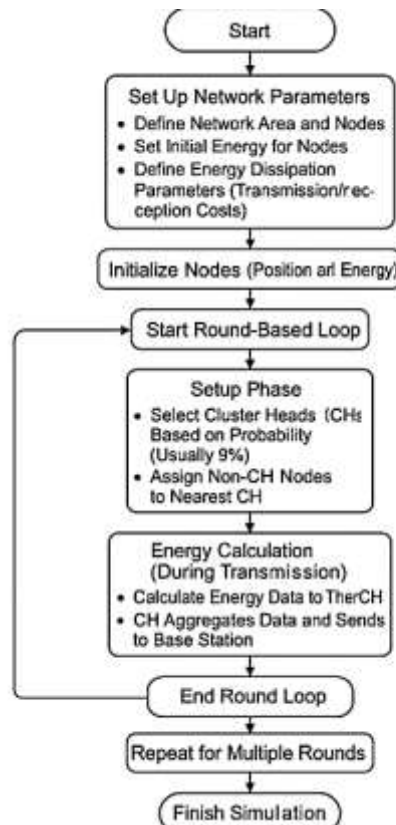 Start
Set Up Network Parameters
• Define Network Area and Nodes
• Set Initial Energy for Nodes
• Define Energy Dissipation
Parameters (Transmission/rec-
ception Costs)
Initialize Nodes (Position arl Energy)
Start Round-Based Loop
Setup Phase
• Select Cluster Heads (CHs
Based on Probability
(Usually 9%)
• Assign Non-CH Nodes
to Nearest CH
Energy Calculation
(During Transmission)
• Calculate Energy Data to TherCH
• CH Aggregates Data and Sends
to Base Station
End Round Loop
Repeat for Multiple Rounds
Finish Simulation